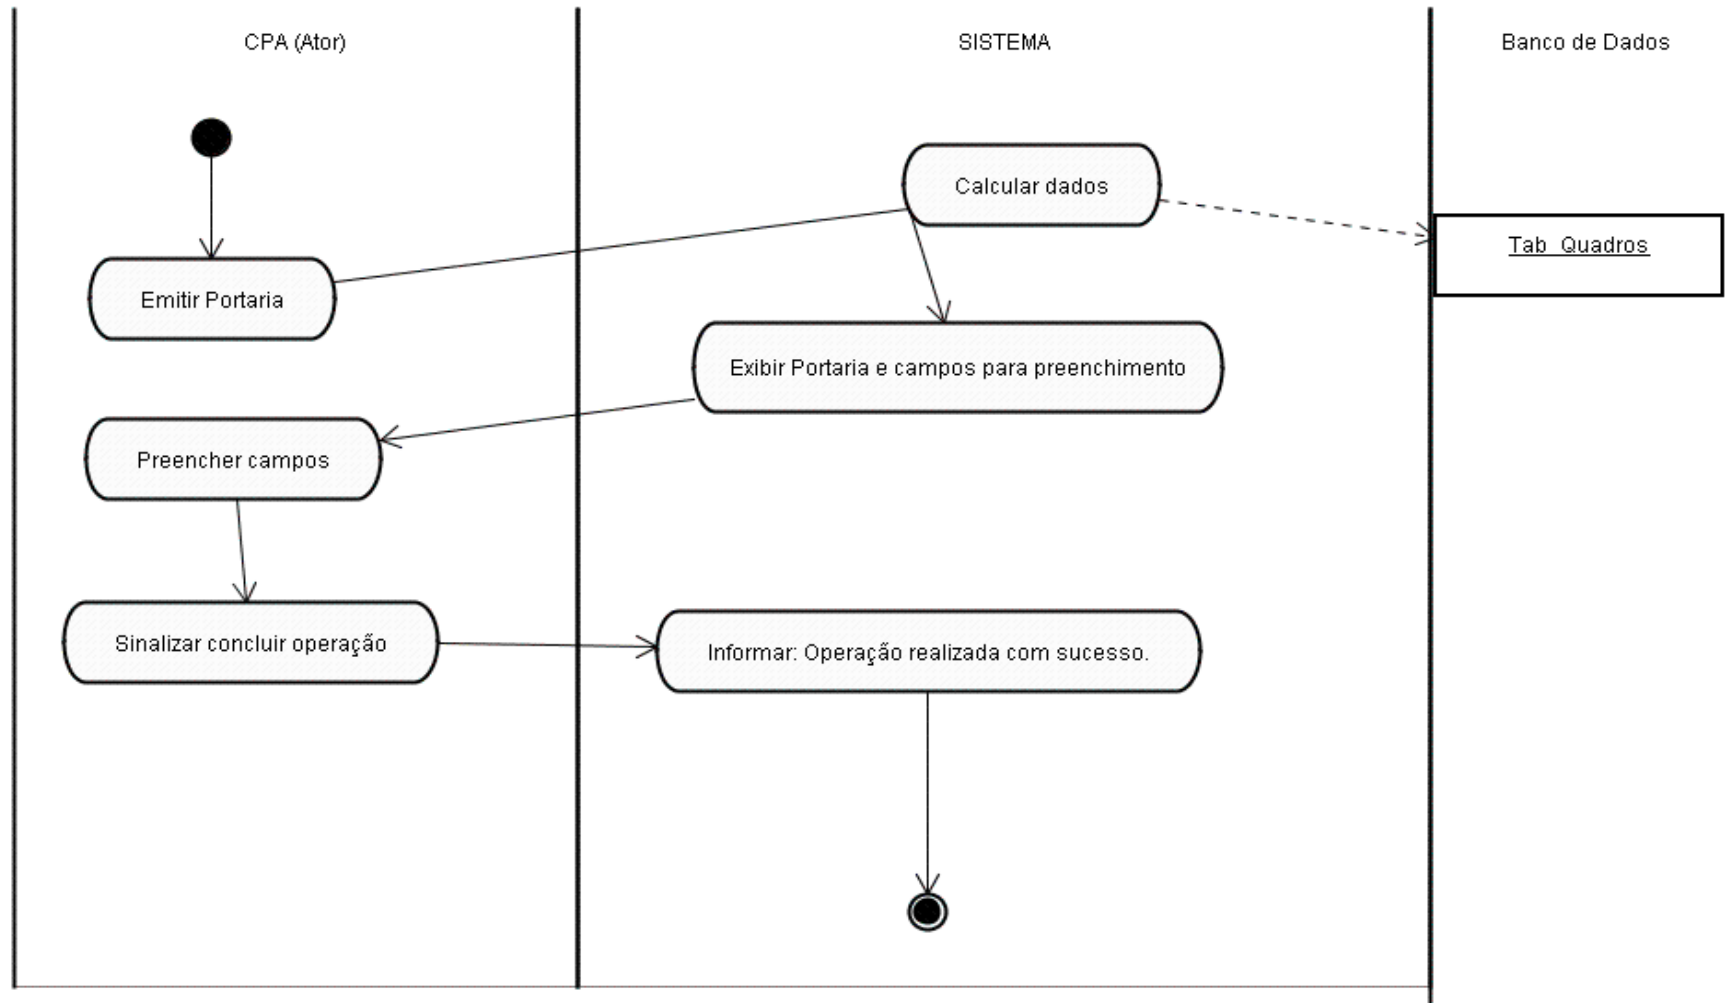 CPA (Ator)
SISTEMA
Banco de Dados
Calcular dados
Tab_Quadros
Emitir Portaria
Exibir Portaria e campos para preenchimento
Preencher campos
Sinalizar concluir operação
Informar: Operação realizada com sucesso.